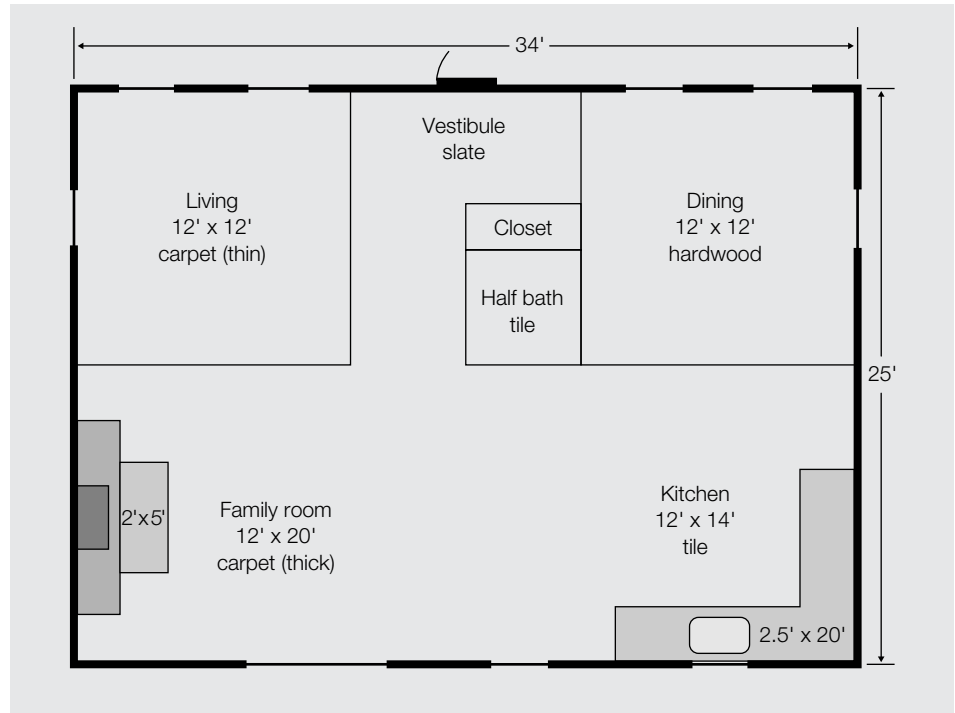 34'
Vestibule
slate
Living
12' x 12'
carpet (thin)
Closet
Dining
12' x 12'
hardwood
Half bath
tile
25'
2'x5'
Family room
12' x 20'
carpet (thick)
Kitchen
12' x 14'
tile
2.5' x 20'